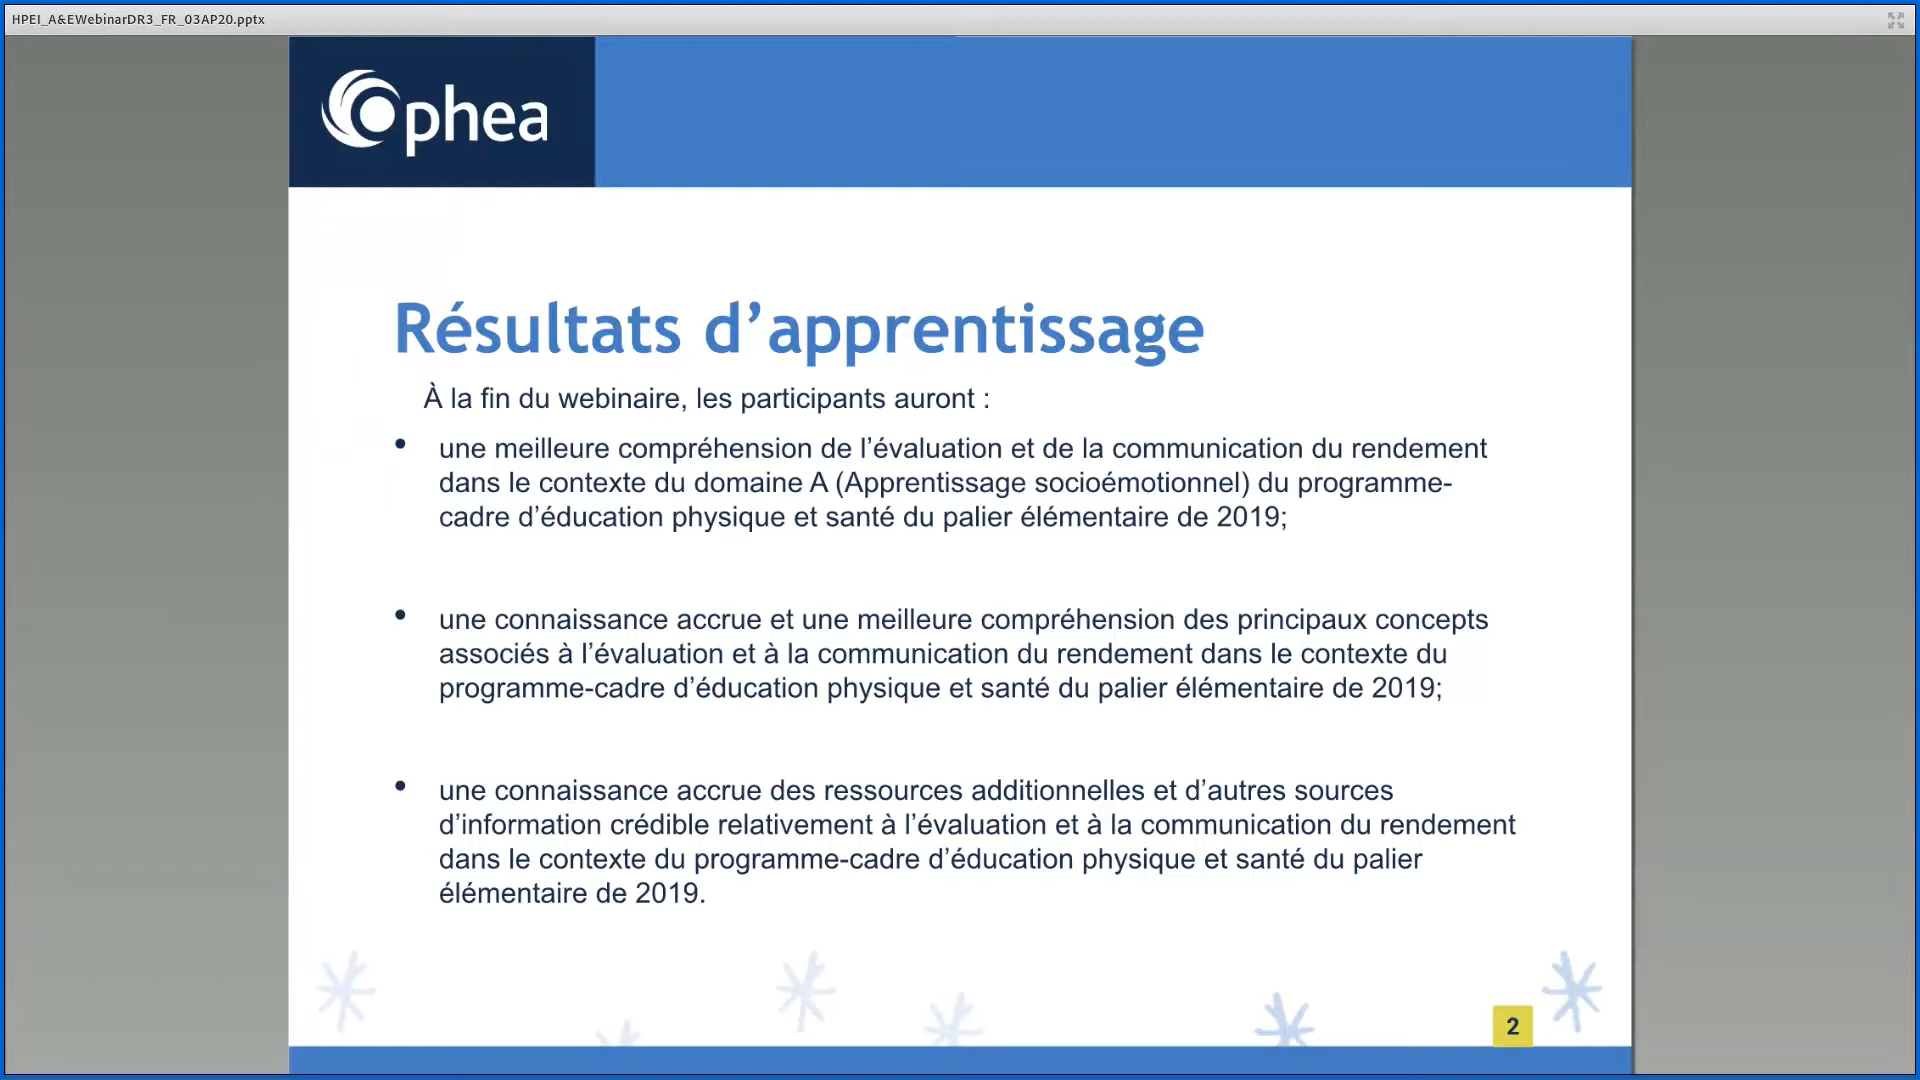 HPEI_A&EWebinarDR3_FR_03AP20.pptx
Ophea
Résultats d’apprentissage
À la fin du webinaire, les participants auront :
• une meilleure compréhension de l’évaluation et de la communication du rendement
dans le contexte du domaine A (Apprentissage socioémotionnel) du programme-
cadre d’éducation physique et santé du palier élémentaire de 2019;
• une connaissance accrue et une meilleure compréhension des principaux concepts
associés à l’évaluation et à la communication du rendement dans le contexte du
programme-cadre d’éducation physique et santé du palier élémentaire de 2019;
• une connaissance accrue des ressources additionnelles et d’autres sources
d’information crédible relativement à l’évaluation et à la communication du rendement
dans le contexte du programme-cadre d’éducation physique et santé du palier
élémentaire de 2019.
2